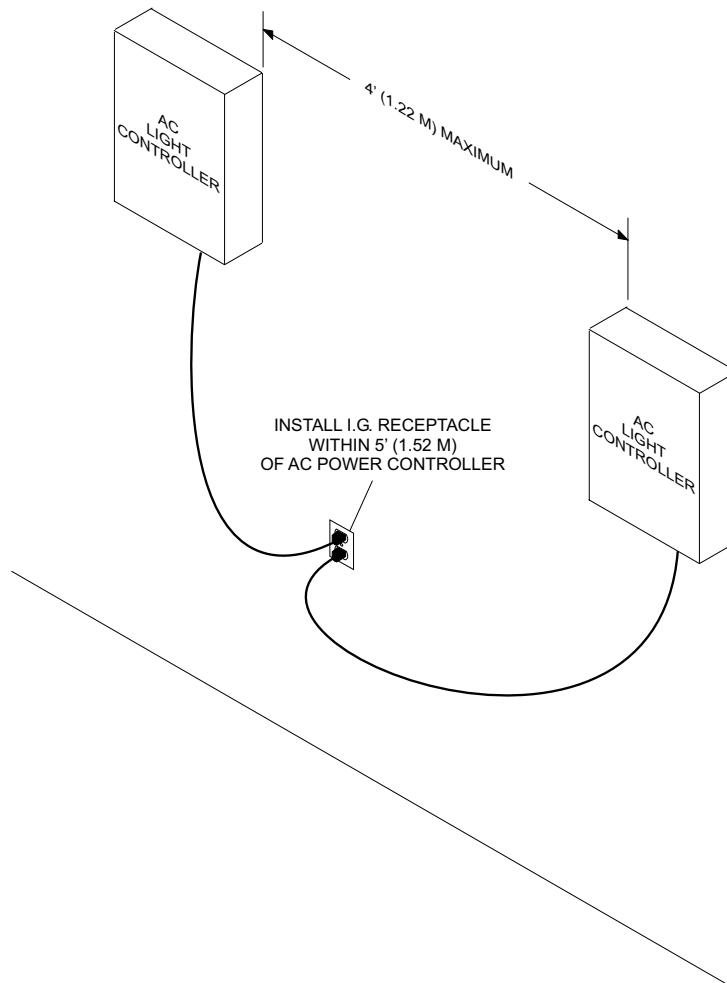 AC
LIGHT
CONTROLLER
4' (1.22 M) MAXIMUM
INSTALL I.G. RECEPTACLE
WITHIN 5' (1.52 M)
OF AC POWER CONTROLLER
AC
LIGHT
CONTROLLER